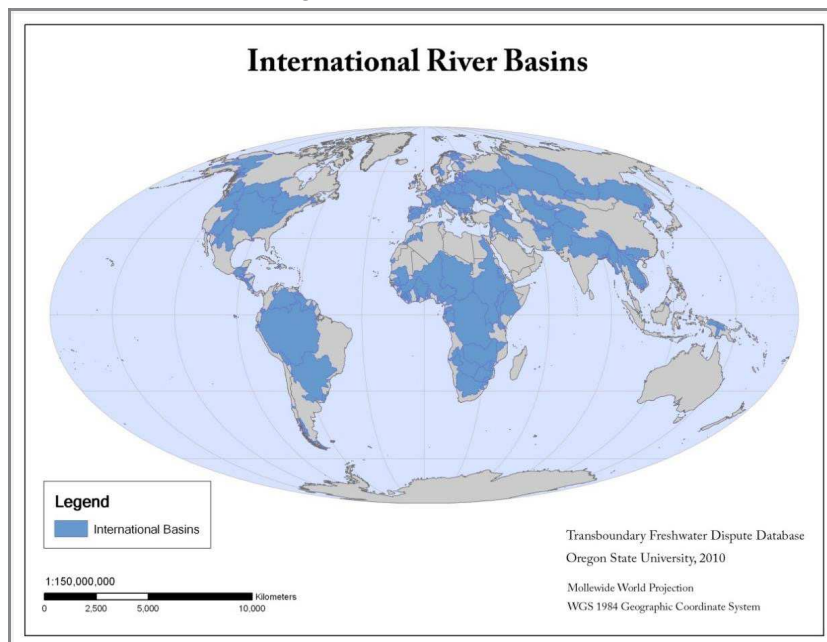 International River Basins
Legend
International Basins
Transboundary Freshwater Dispute Database
Oregon State University, 2010
Mollewide World Projection
WGS 1984 Geographic Coordinate System
1:150,000,000
Kilometers
0 2,500 5,000 10,000